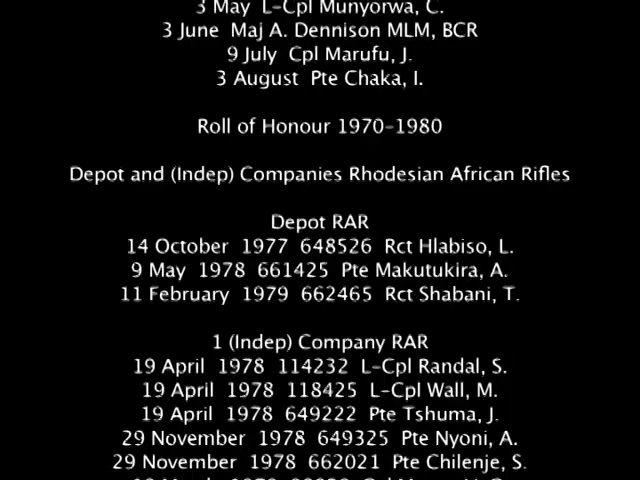 3 May L-Cpl Munyorwa, C.
3 June Maj A. Dennison MLM, BCR
9 July Cpl Marufu, J.
3 August Pte Chaka, I.
Roll of Honour 1970-1980
Depot and (Indep) Companies Rhodesian African Rifles
Depot RAR
14 October 1977 648526 Rct Hlabiso, L.
9 May 1978 661425 Pte Makutukira, A.
11 February 1979 662465 Rct Shabani, T.
1 (Indep) Company RAR
19 April 1978 114232 L-Cpl Randal, S.
19 April 1978 118425 L-Cpl Wall, M.
19 April 1978 649222 Pte Tshuma, J.
29 November 1978 649325 Pte Nyoni, A.
29 November 1978 662021 Pte Chilenje, S.